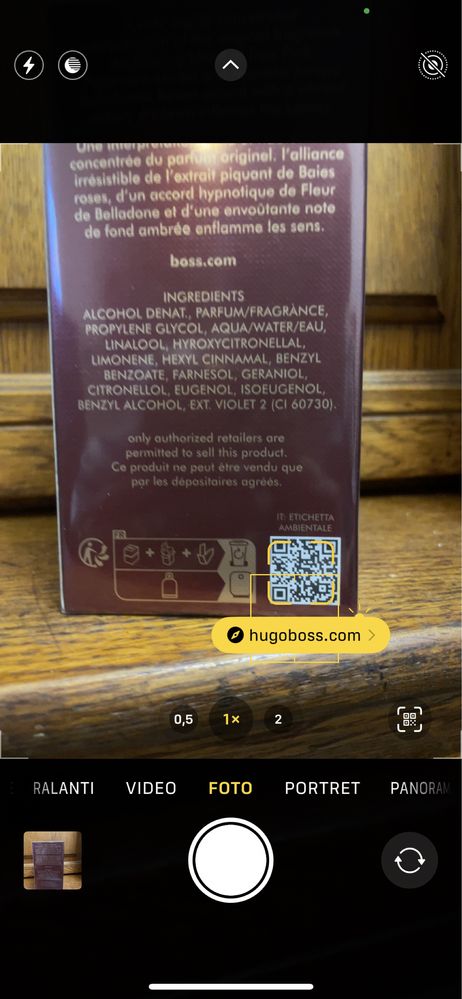 Une
concentrée du parfum originel. l'alliance
irrésistible de l'extrait piquant de Baies
roses, d'un accord hypnotique de Fleur
de Belladone et d'une envoûtante note
de fond ambrée enflamme les sens.
boss.com
INGREDIENTS
ALCOHOL DENAT., PARFUM/FRAGRANCE,
PROPYLENE GLYCOL, AQUA/WATER/EAU,
LINALOOL, HYROXYCITRONELLAL,
LIMONENE, HEXYL CINNAMAL, BENZYL
BENZOATE, FARNESOL, GERANIOL,
CITRONELLOL, EUGENOL, ISOEUGENOL,
BENZYL ALCOHOL, EXT. VIOLET 2 (CI 60730).
only authorized retailers are
permitted to sell this product.
Ce produit ne peut être vendu que
por les dépositaires agréés.
IT: ETICHETTA
AMBIENTALE
FR
hugoboss.com
0,5
1×
2
RALANTI
VIDEO
FOTO
PORTRET
PANORAM